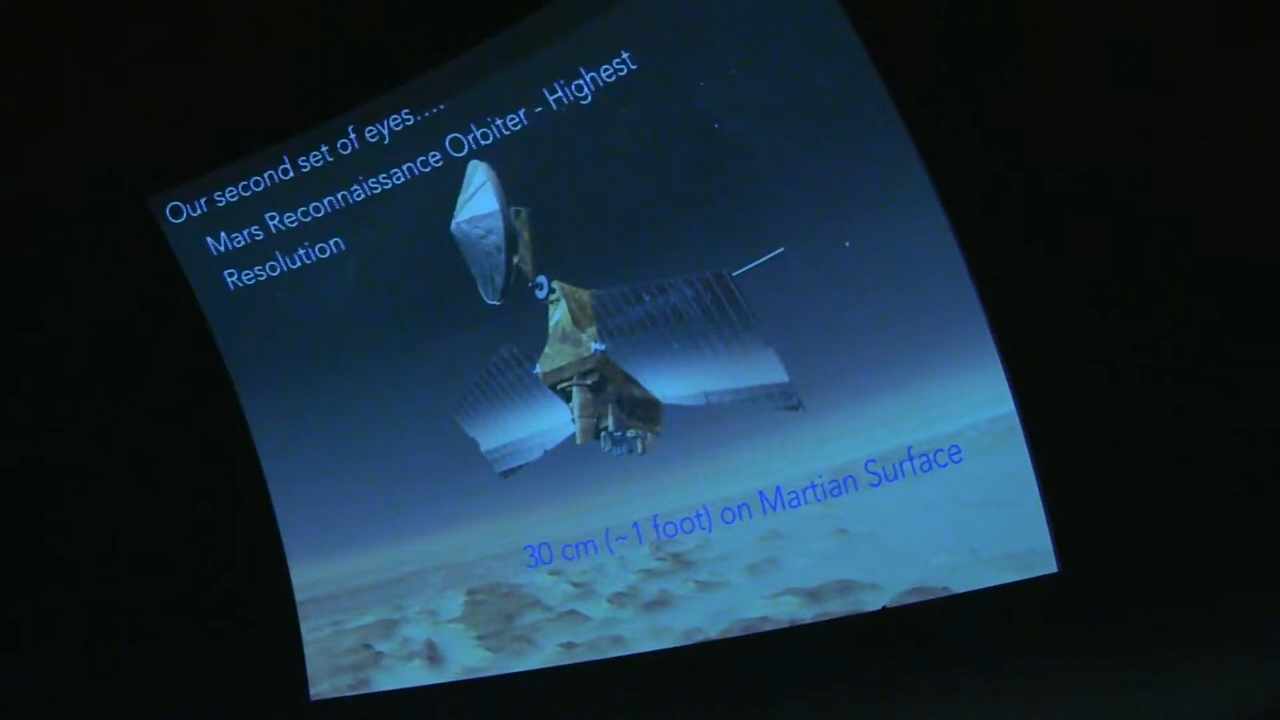 Our second set of eyes....
Mars Reconnaissance Orbiter - Highest
Resolution
30 cm (~1 foot) on Martian Surface